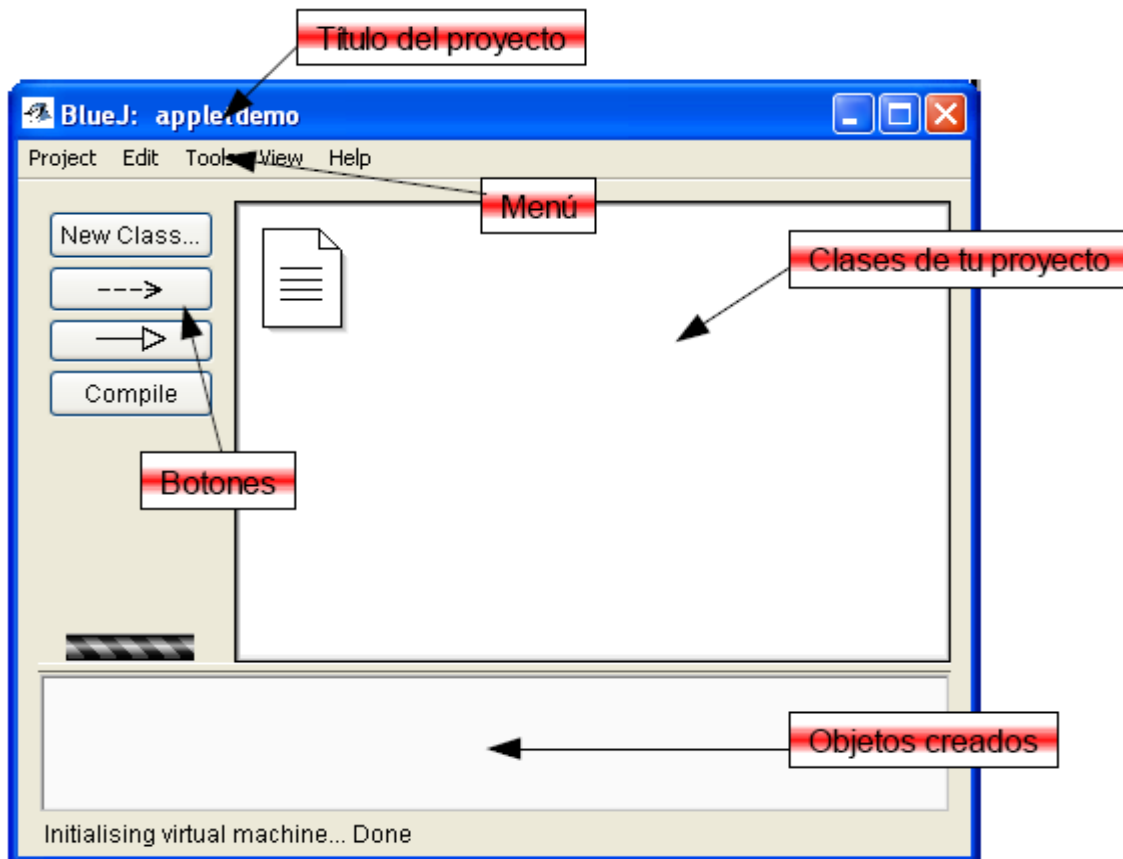 Título del proyecto
BlueJ: appletdemo
Project Edit Tools View Help
Menú
New Class...
Clases de tu proyecto
Compile
Botones
Objetos creados
Initialising virtual machine... Done